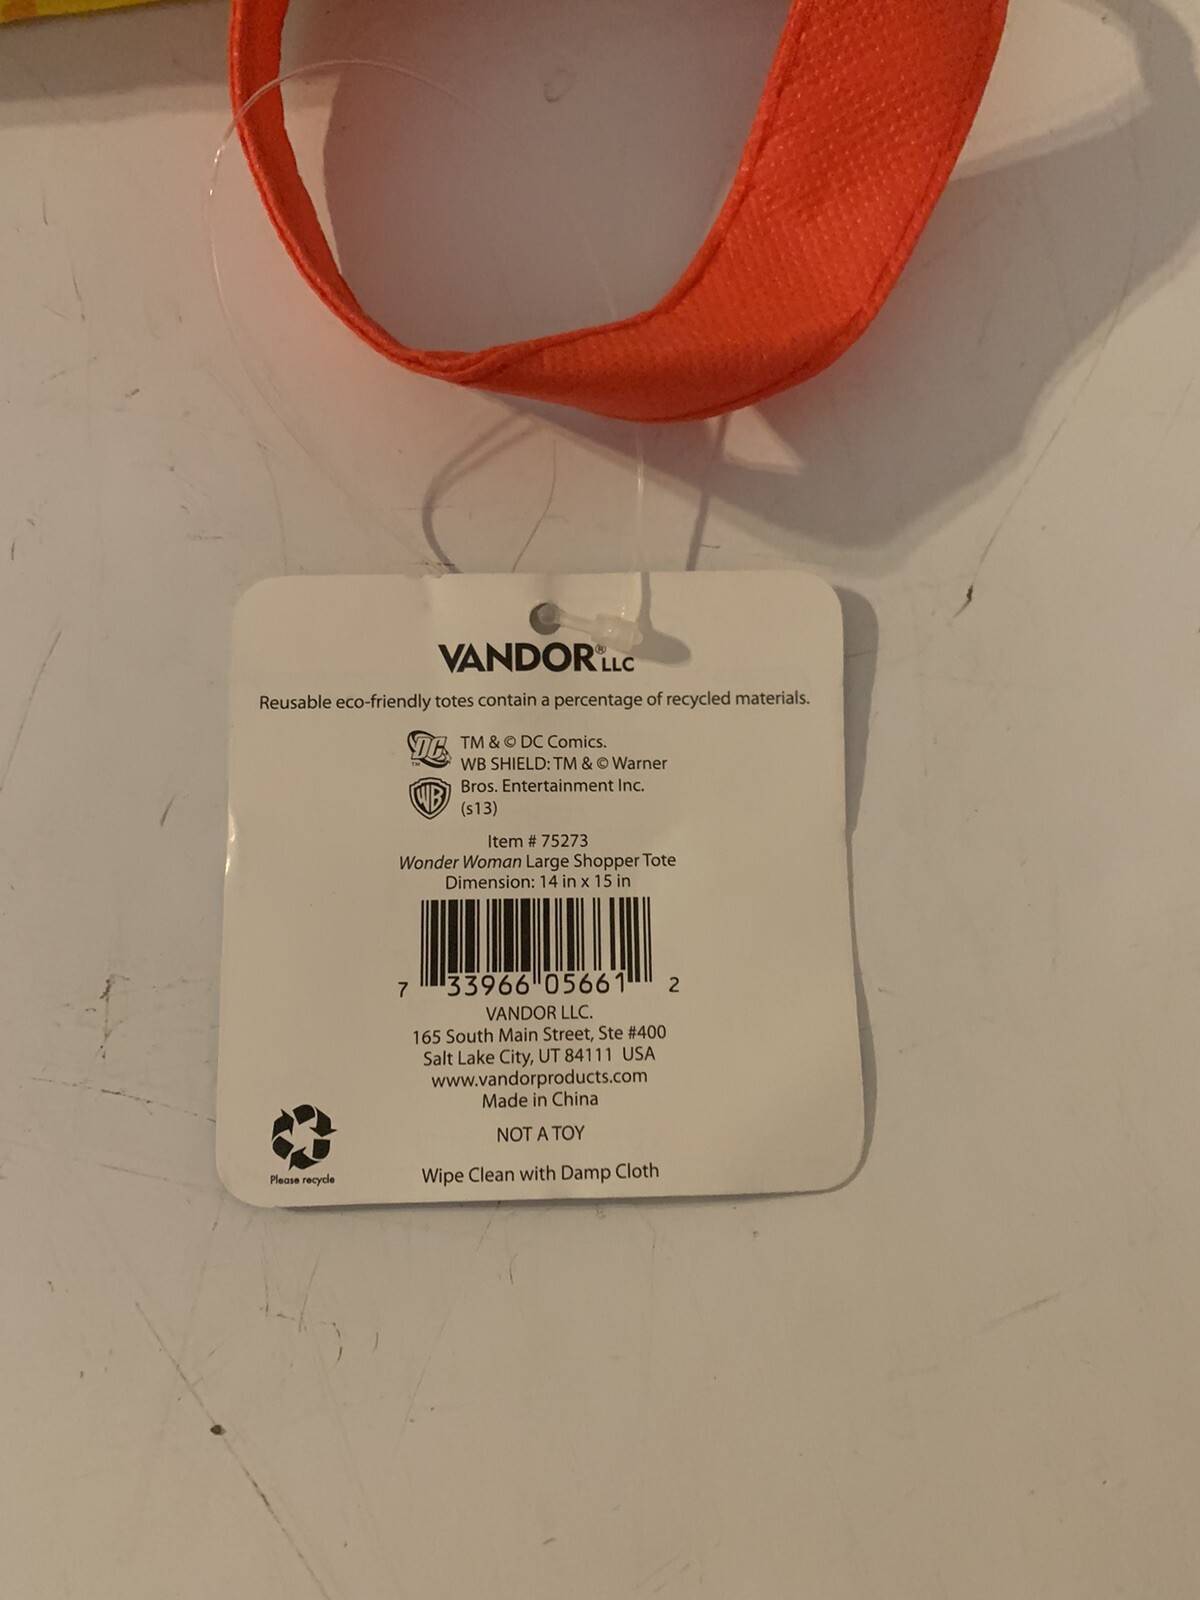 VANDOR® LLC
Reusable eco-friendly totes contain a percentage of recycled materials.
DC™
TM & © DC Comics.
WB SHIELD: TM & © Warner
WB
Bros. Entertainment Inc.
(s13)
Item # 75273
Wonder Woman Large Shopper Tote
Dimension: 14 in x 15 in
7 33966 05661 2
VANDOR LLC.
165 South Main Street, Ste #400
Salt Lake City, UT 84111 USA
www.vandorproducts.com
Made in China
NOT A TOY
Please recycle
Wipe Clean with Damp Cloth